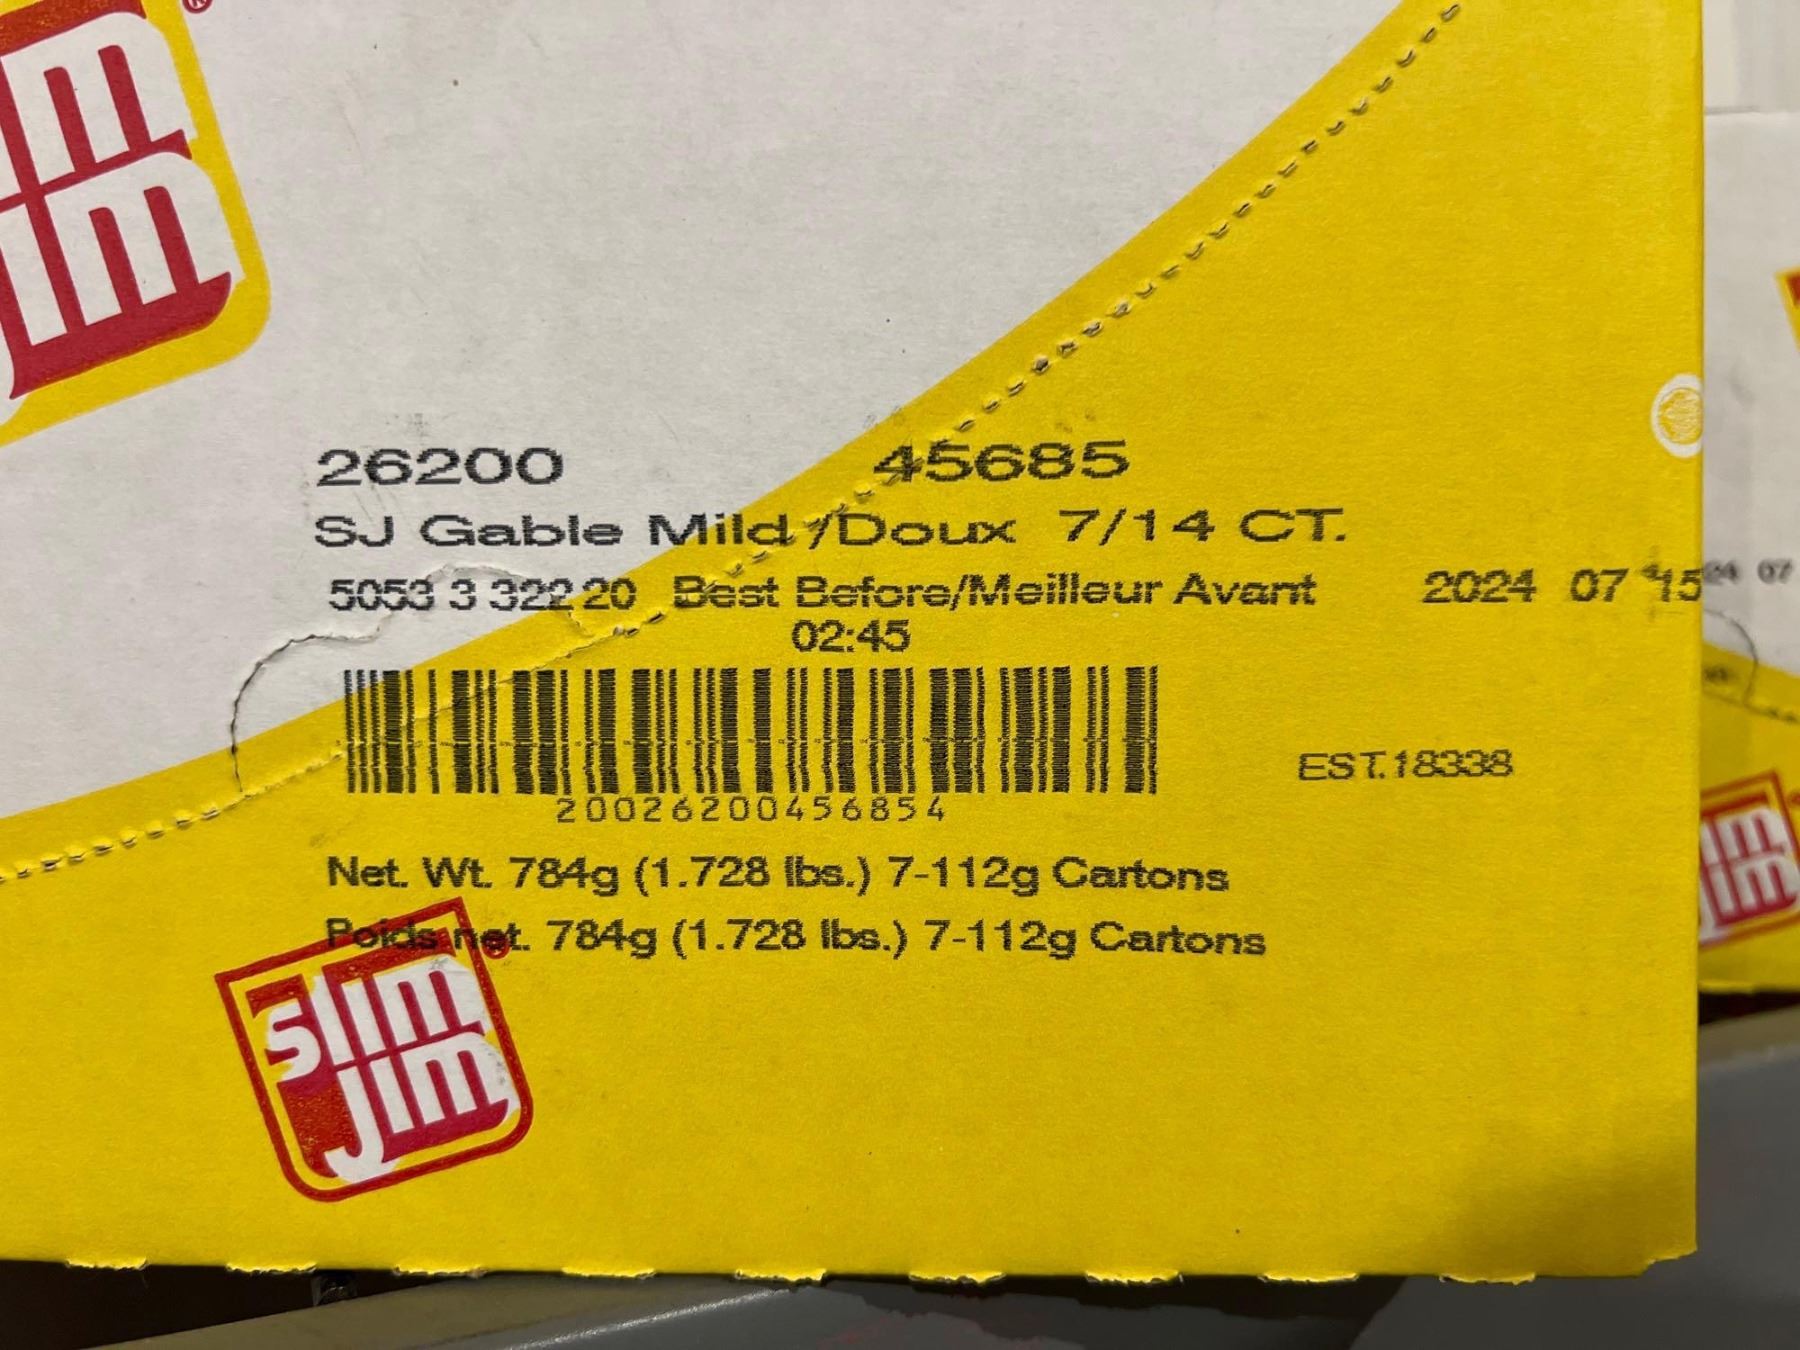 26200 45685
SJ Gable Mild /Doux 7/14 CT.
5053 3 322 20 Best Before/Meilleur Avant 2024 07 15
02:45
20026200456854
EST.18338
Net. Wt. 784g (1.728 lbs.) 7-112g Cartons
Poids net. 784g (1.728 lbs.) 7-112g Cartons
slim
jim